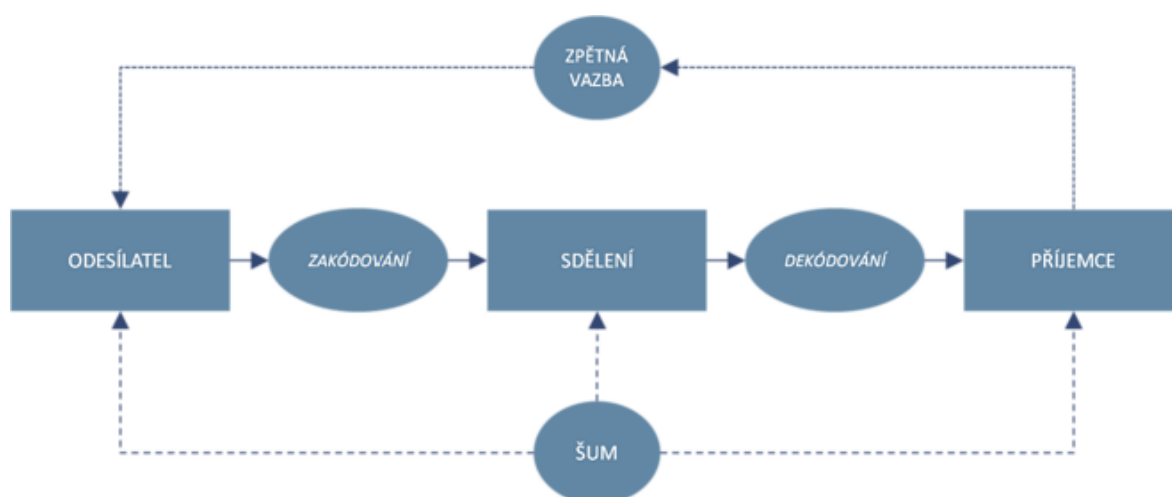 ZPĚTNÁ
VAZBA
ODESÍLATEL
ZAKÓDOVÁNÍ
SDĚLENÍ
DEKÓDOVÁNÍ
PŘÍJEMCE
ŠUM